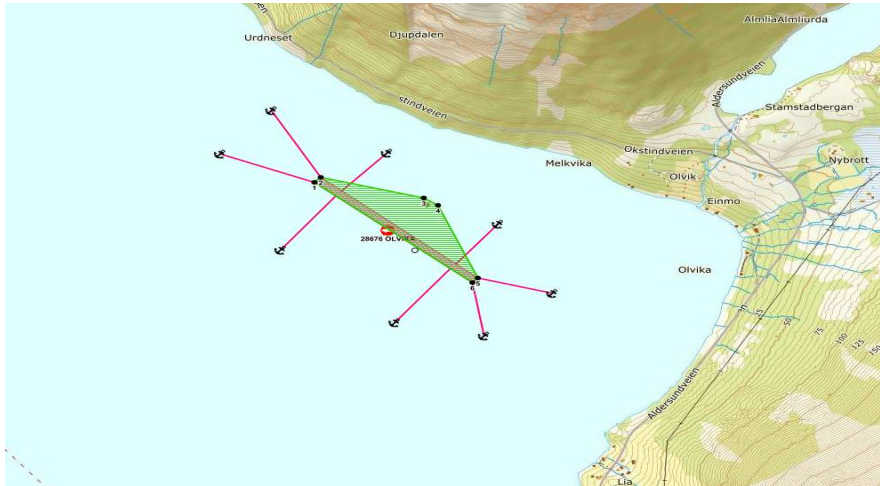 AlmliaAlmliurda
Djupdalen
Urdneset
Aldersundveien
stindveien
Stamstadbergan
Okstindveien
Melkvika
Nybrott
Olvik
2
1
Einmo
3
4
28676 OLVIKA
Olvika
5
6
25
50
75
100
125
150
Aldersundveien
Lia